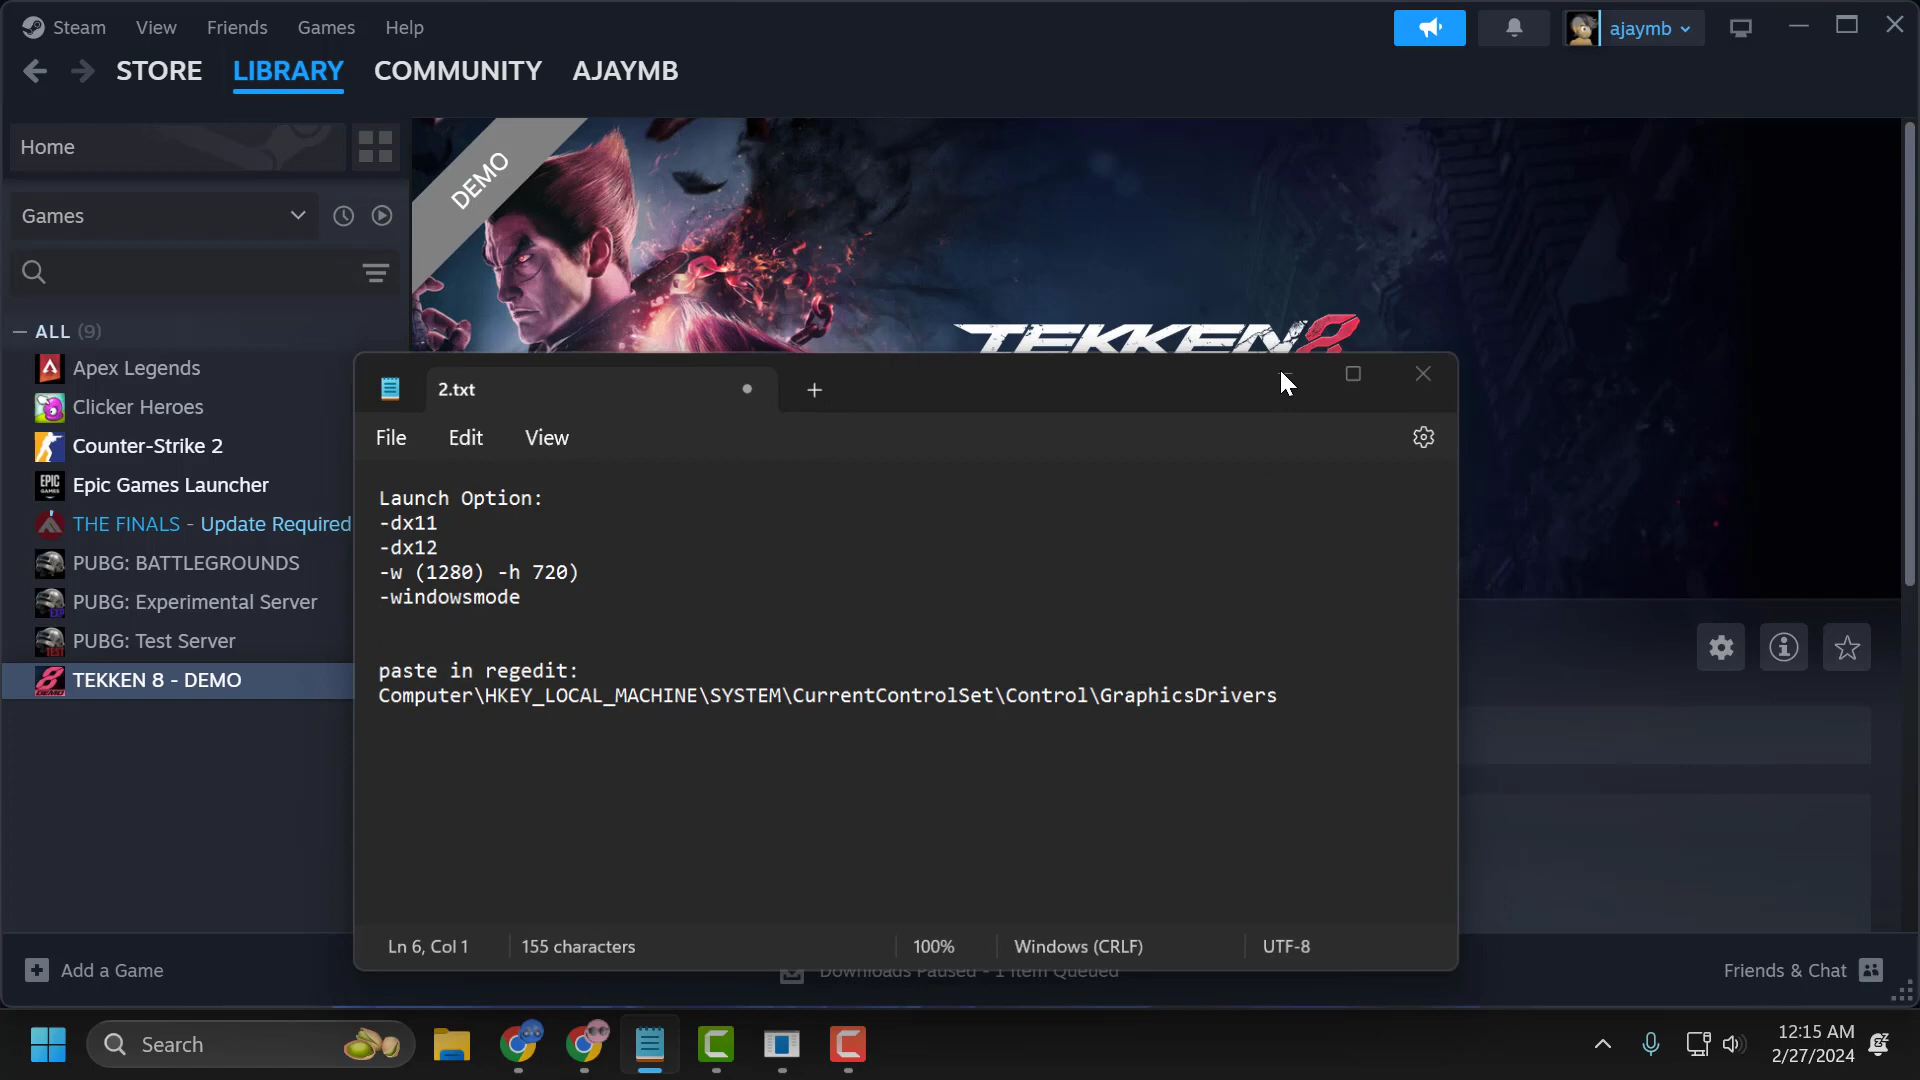 Steam View Friends Games Help
ajaymb
STORE LIBRARY COMMUNITY AJAYMB
Home
Games
ALL (9)
Apex Legends
Clicker Heroes
Counter-Strike 2
EPIC GAMES Epic Games Launcher
THE FINALS - Update Required
PUBG: BATTLEGROUNDS
PUBG: Experimental Server
PUBG: Test Server
TEKKEN 8 - DEMO
Add a Game
DEMO
TEKKEN 8
2.txt
File Edit View
Launch Option:
-dx11
-dx12
-w (1280) -h 720)
-windowsmode
paste in regedit:
Computer\HKEY_LOCAL_MACHINE\SYSTEM\CurrentControlSet\Control\GraphicsDrivers
Ln 6, Col 1 155 characters 100% Windows (CRLF) UTF-8
Downloads Paused - 1 Item Queued
Friends & Chat
Search
12:15 AM
2/27/2024